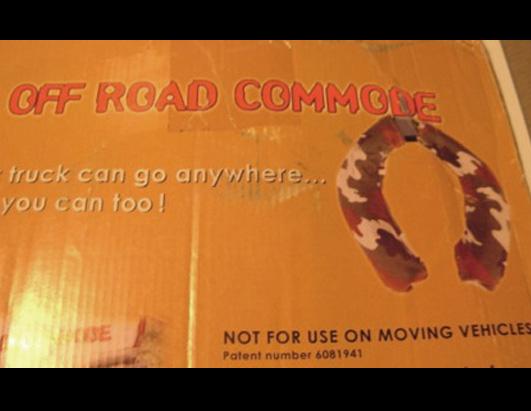 OFF ROAD COMMODE
truck can go anywhere...
you can too!
NOT FOR USE ON MOVING VEHICLES
Patent number 6081941